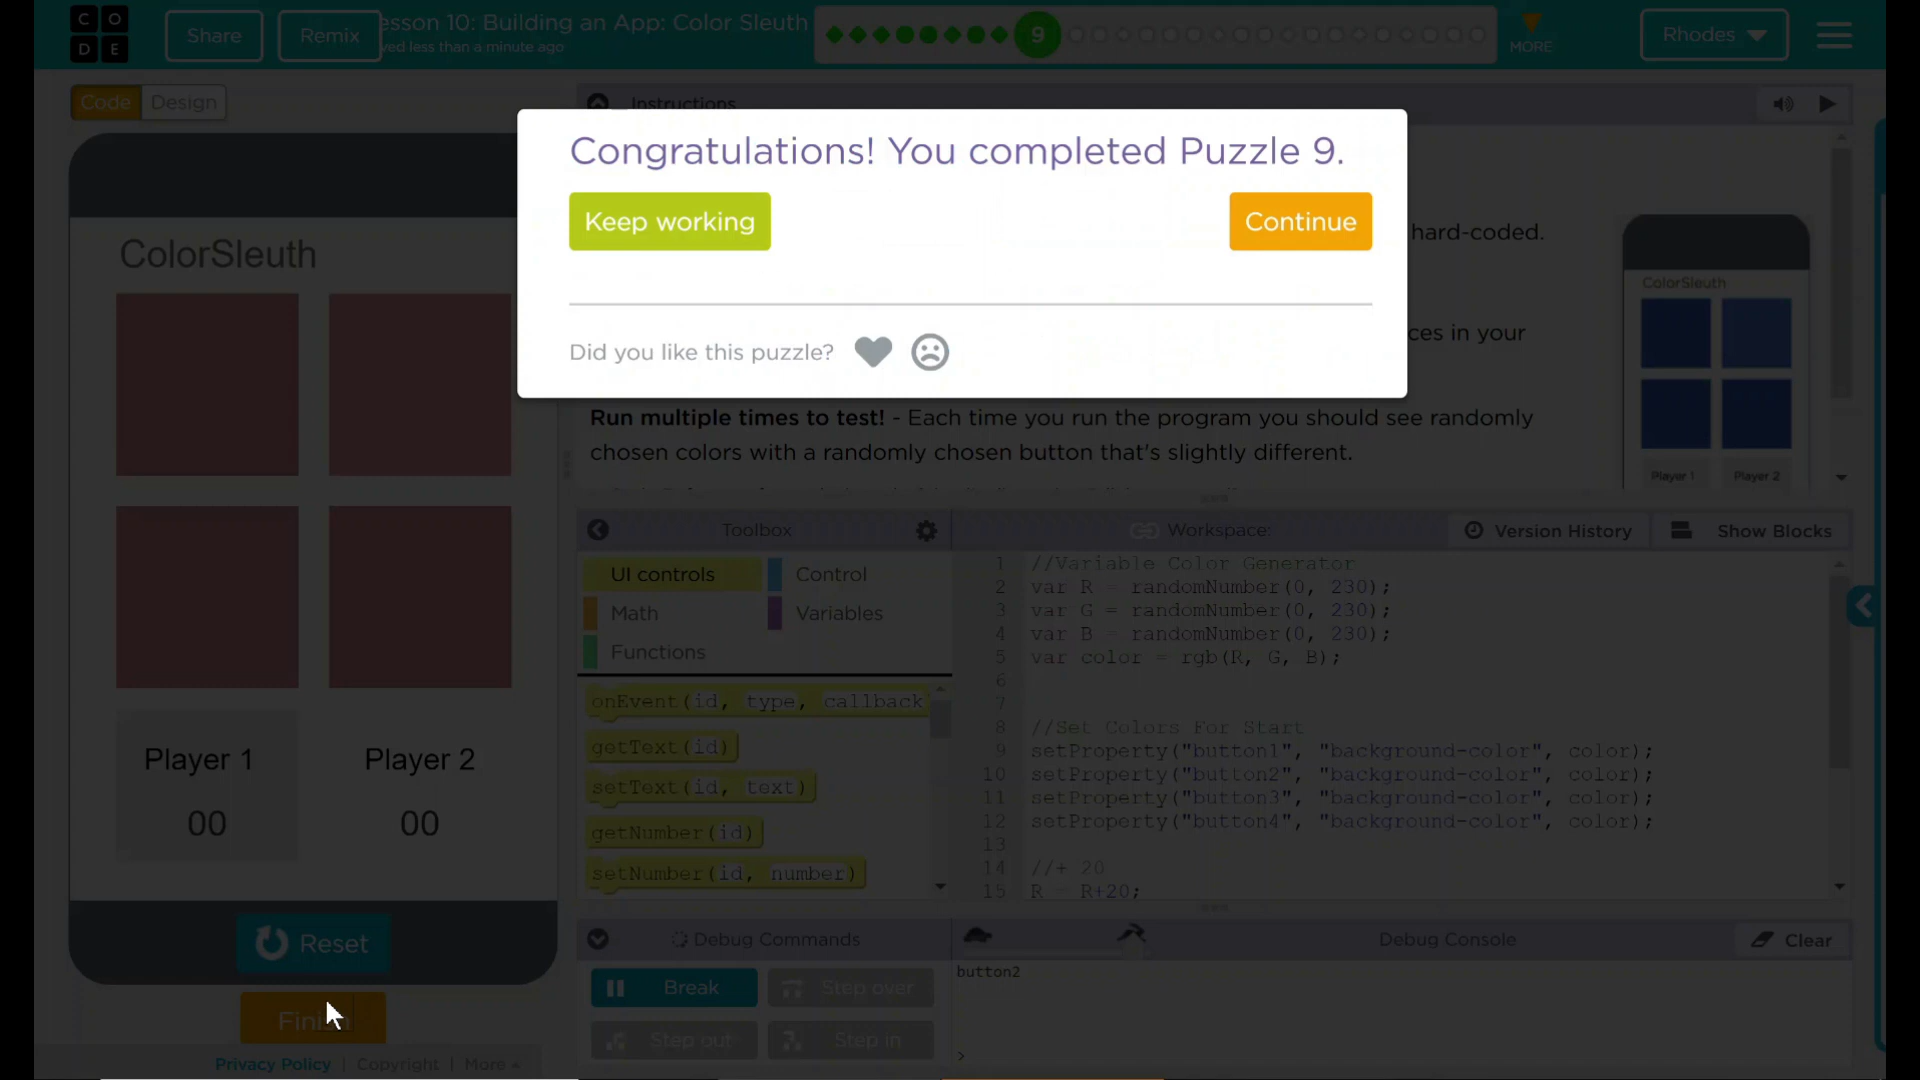 CO
DE
Share
Remix
esson 10: Building an App: Color Sleuth
ved less than a minute ago
9
MORE
Rhodes
Code
Design
Instructions
Congratulations! You completed Puzzle 9.
Keep working
Continue
Did you like this puzzle?
hard-coded.
ces in your
Run multiple times to test! - Each time you run the program you should see randomly
chosen colors with a randomly chosen button that's slightly different.
ColorSleuth
Player 1
Player 2
ColorSleuth
Player 1
Player 2
00
00
Reset
Finish
Privacy Policy | Copyright | More
Toolbox
Workspace:
Version History
Show Blocks
UI controls
Control
Math
Variables
Functions
onEvent(id, type, callback
getText(id)
setText(id, text)
getNumber(id)
setNumber(id, number)
1 //Variable Color Generator
2 var R = randomNumber(0, 230);
3 var G = randomNumber(0, 230);
4 var B = randomNumber(0, 230);
5 var color = rgb(R, G, B);
6
7
8 //Set Colors For Start
9 setProperty("button1", "background-color", color);
10 setProperty("button2", "background-color", color);
11 setProperty("button3", "background-color", color);
12 setProperty("button4", "background-color", color);
13
14 //+ 20
15 R = R+20;
Debug Commands
Debug Console
Clear
Break
Step over
Step out
Step in
button2
>